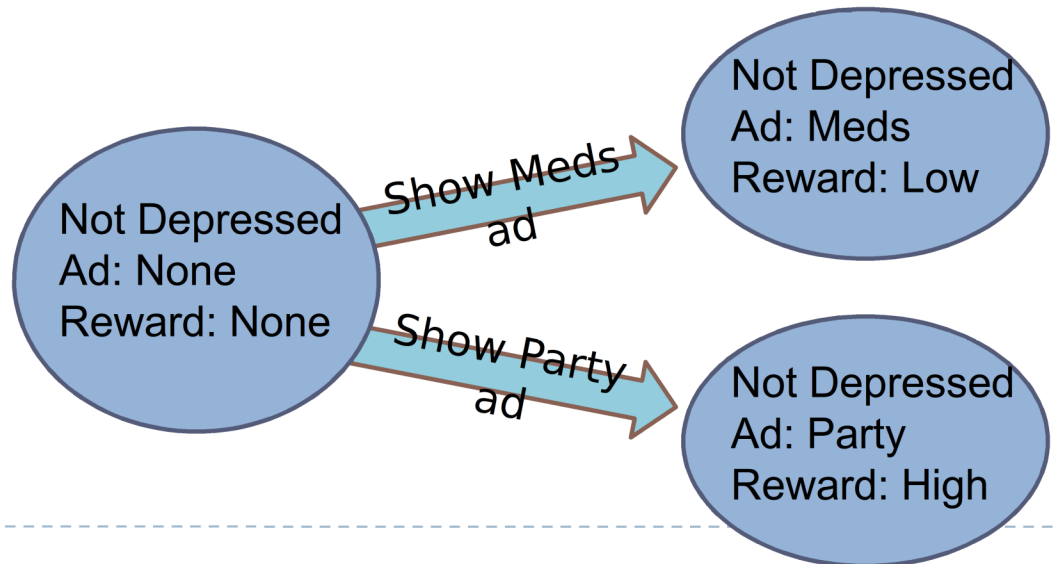 Not Depressed
Ad: None
Reward: None
Show Meds
ad
Show Party
ad
Not Depressed
Ad: Meds
Reward: Low
Not Depressed
Ad: Party
Reward: High